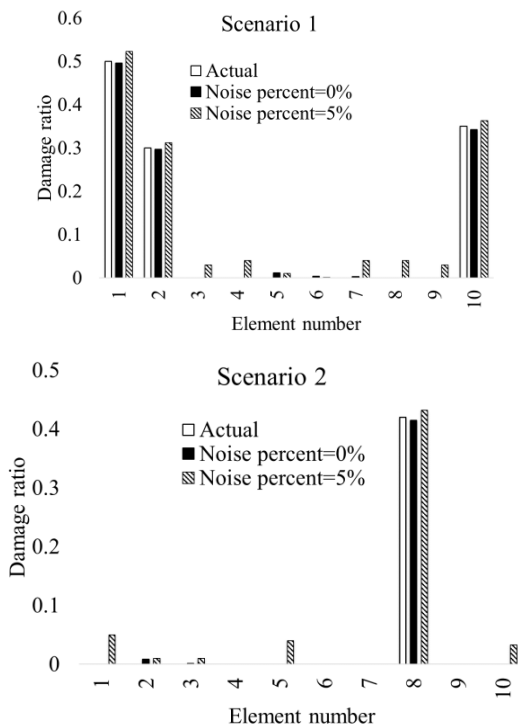 Scenario 1
Actual
Noise percent=0%
Noise percent=5%
Damage ratio
0.6
0.5
0.4
0.3
0.2
0.1
0
1 2 3 4 5 6 7 8 9 10
Element number
Scenario 2
Actual
Noise percent=0%
Noise percent=5%
Damage ratio
0.5
0.4
0.3
0.2
0.1
0
1 2 3 4 5 6 7 8 9 10
Element number